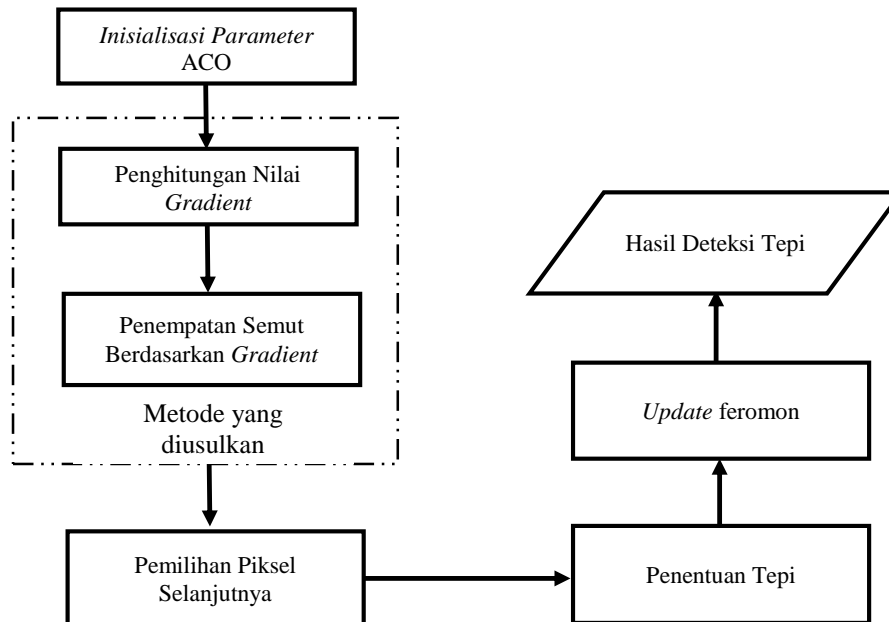 Inisialisasi Parameter
ACO
Penghitungan Nilai
Gradient
Penempatan Semut
Berdasarkan Gradient
Metode yang
diusulkan
Pemilihan Piksel
Selanjutnya
Penentuan Tepi
Update feromon
Hasil Deteksi Tepi